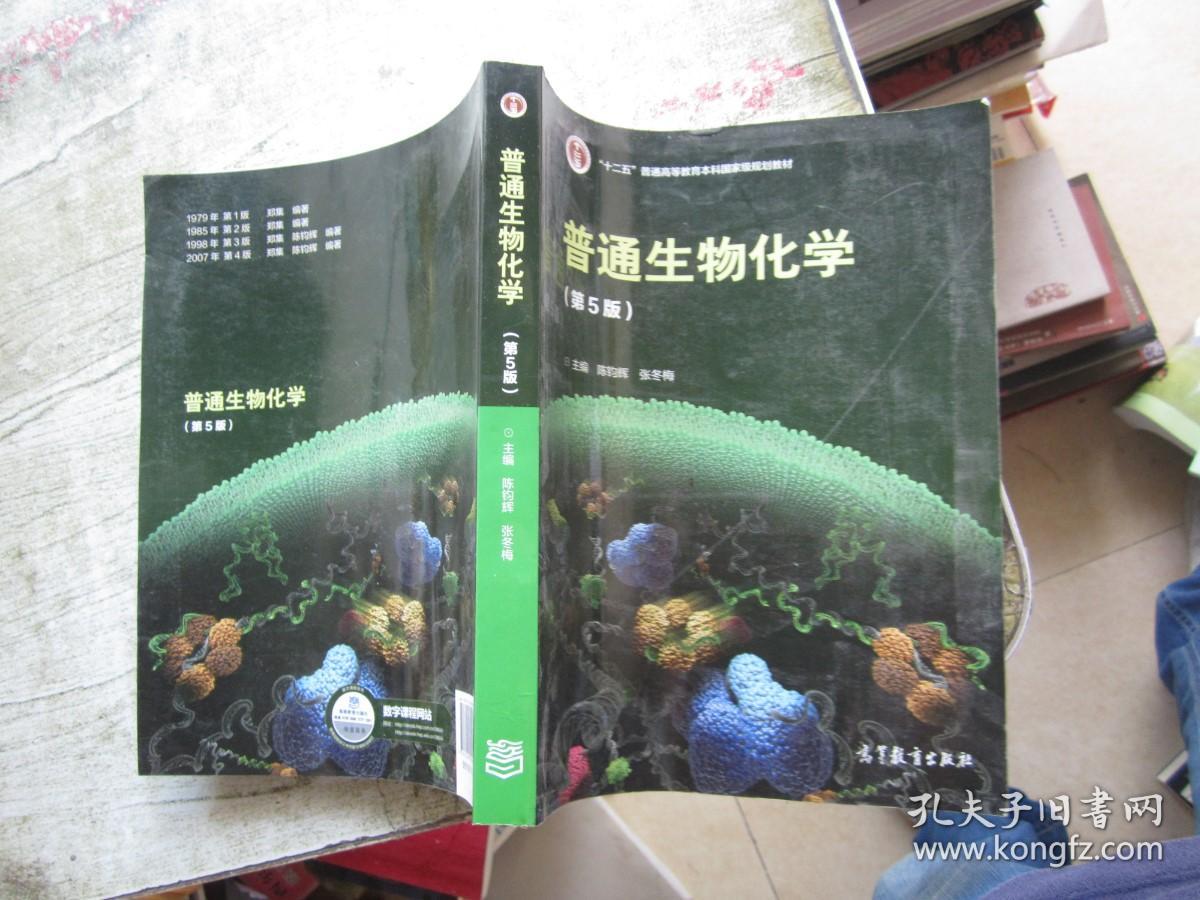 1979年 第1版 郑集 编著
1985年 第2版 郑集 编著
1998年 第3版 郑集 陈钧辉 编著
2007年 第4版 郑集 陈钧辉 编著
普通生物化学
(第5版)
数字课程网站
普通生物化学
(第5版)
主编 陈钧辉 张冬梅
"十二五"普通高等教育本科国家级规划教材
普通生物化学
(第5版)
主编 陈钧辉 张冬梅
高等教育出版社
孔夫子旧书网
www.kongfz.com